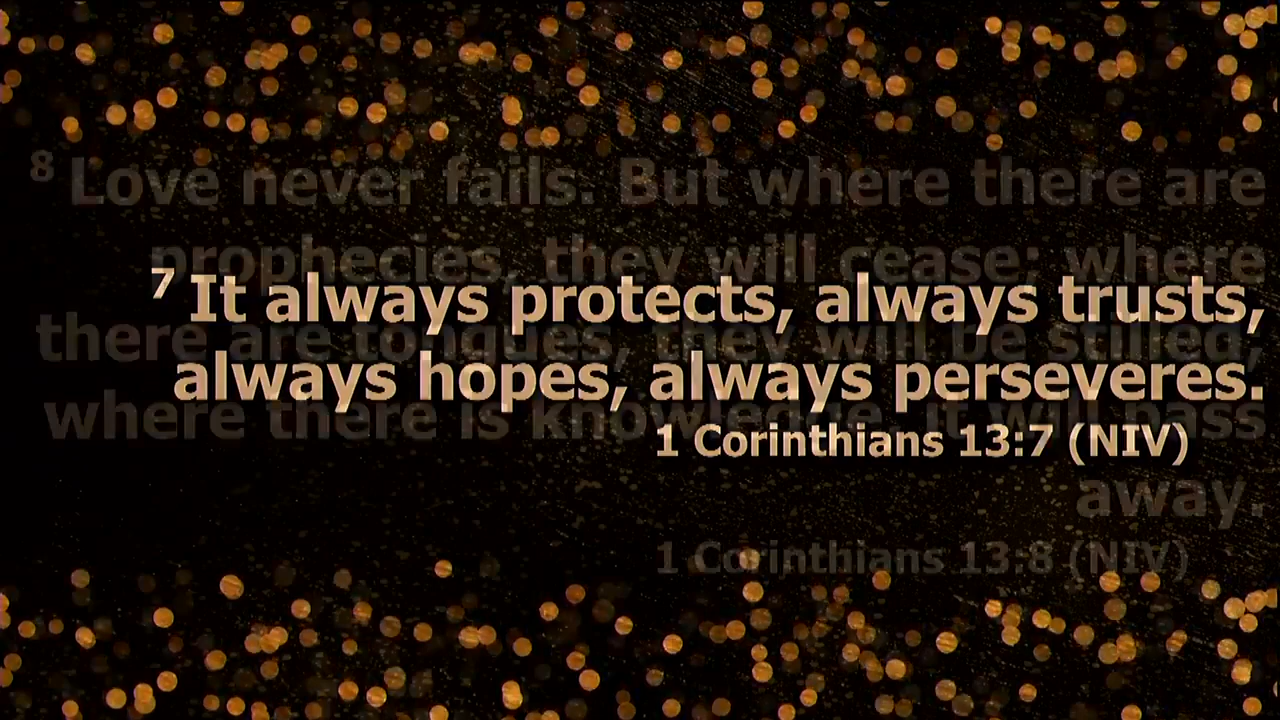 8 Love never fails. But where there are
prophecies, they will cease; where
7 It always protects, always trusts,
there are tongues, they will be stilled;
always hopes, always perseveres.
where there is knowledge, it will pass
1 Corinthians 13:7 (NIV)
away.
1 Corinthians 13:8 (NIV)